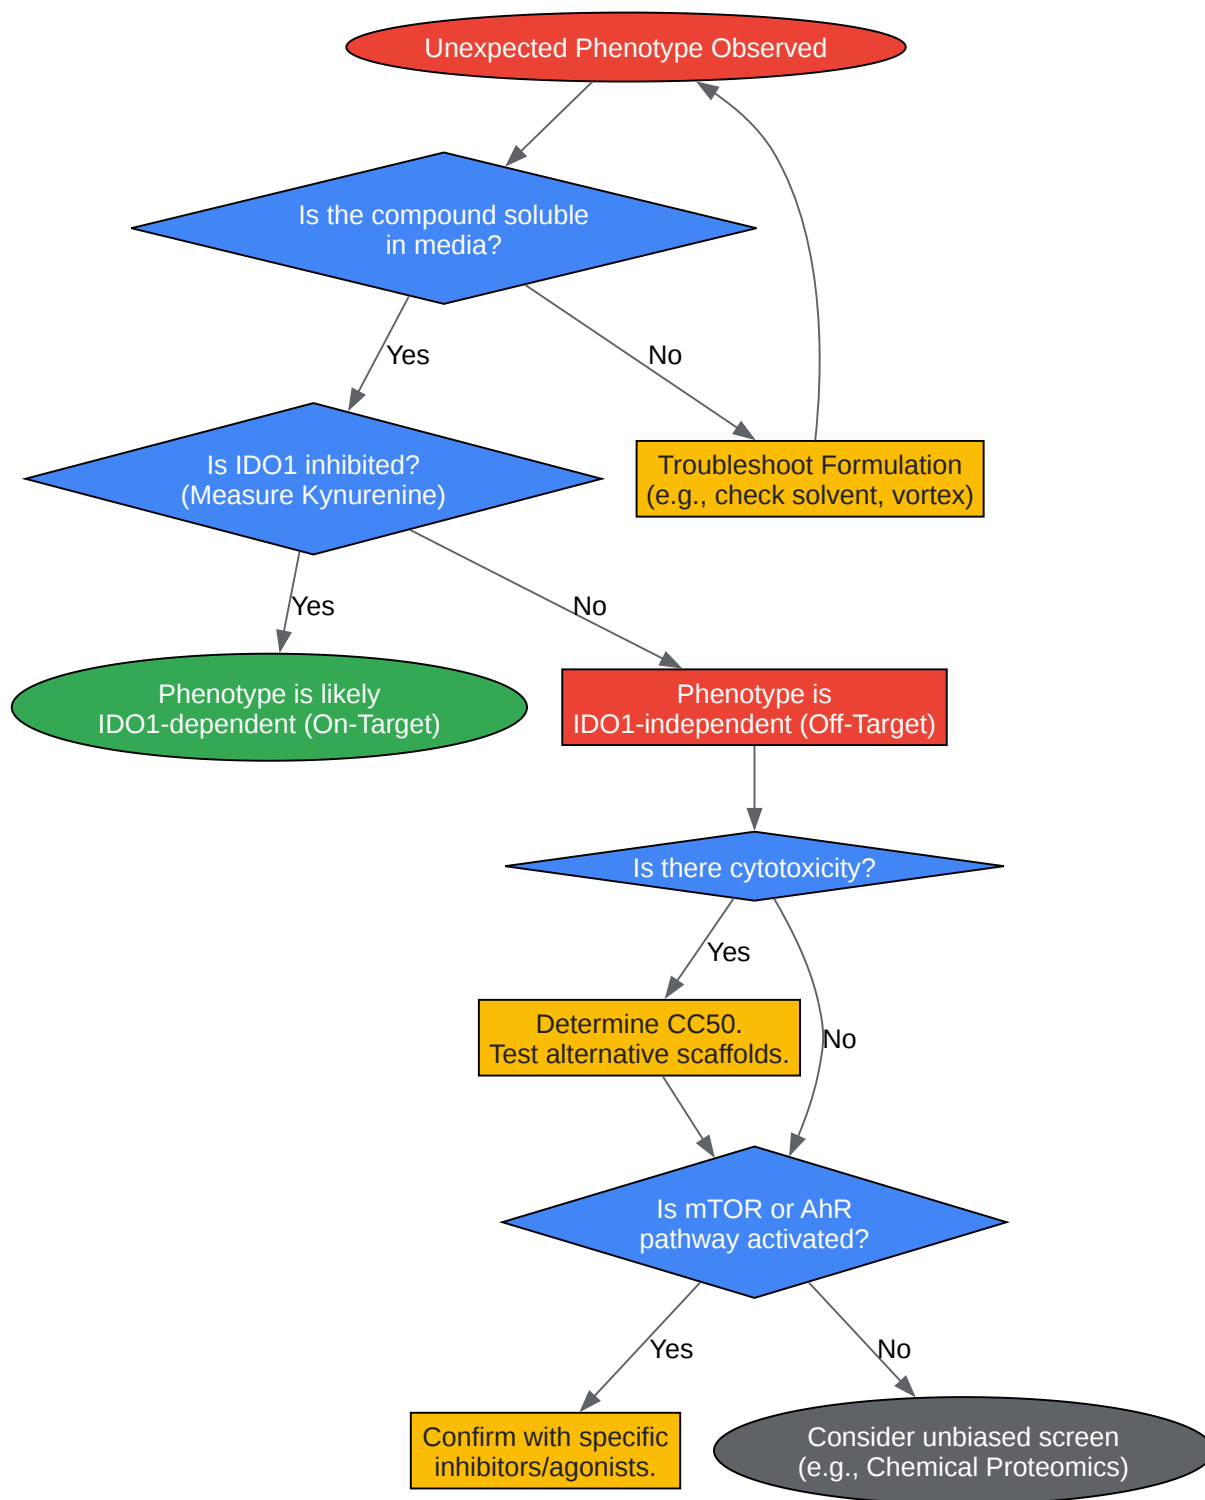 Unexpected Phenotype Observed
Is the compound soluble
in media?
Yes
No
Is IDO1 inhibited?
(Measure Kynurenine)
Troubleshoot Formulation
(e.g., check solvent, vortex)
Yes
No
Phenotype is likely
IDO1-dependent (On-Target)
Phenotype is
IDO1-independent (Off-Target)
Is there cytotoxicity?
Yes
Determine CC50.
Test alternative scaffolds.
No
Is mTOR or AhR
pathway activated?
Yes
No
Confirm with specific
inhibitors/agonists.
Consider unbiased screen
(e.g., Chemical Proteomics)